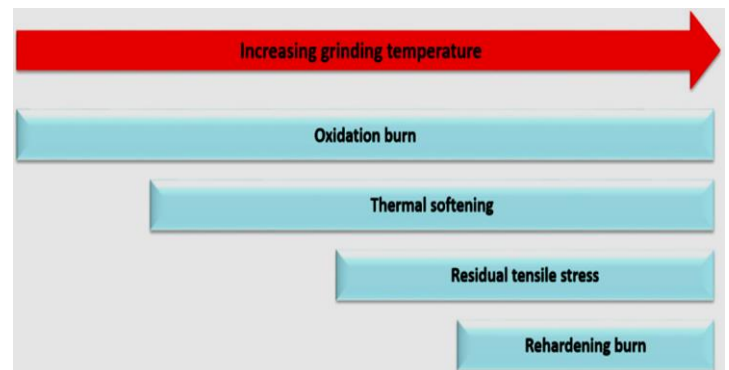 Increasing grinding temperature
Oxidation burn
Thermal softening
Residual tensile stress
Rehardening burn